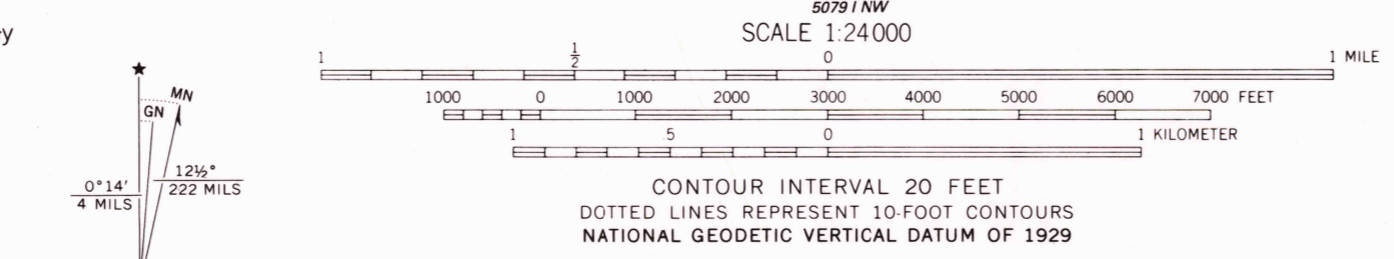 5079 I NW
SCALE 1:24000
1 ½ 0 1 MILE
1000 0 1000 2000 3000 4000 5000 6000 7000 FEET
1 .5 0 1 KILOMETER
CONTOUR INTERVAL 20 FEET
DOTTED LINES REPRESENT 10-FOOT CONTOURS
NATIONAL GEODETIC VERTICAL DATUM OF 1929
★
MN
GN
12½°
222 MILS
0°14′
4 MILS